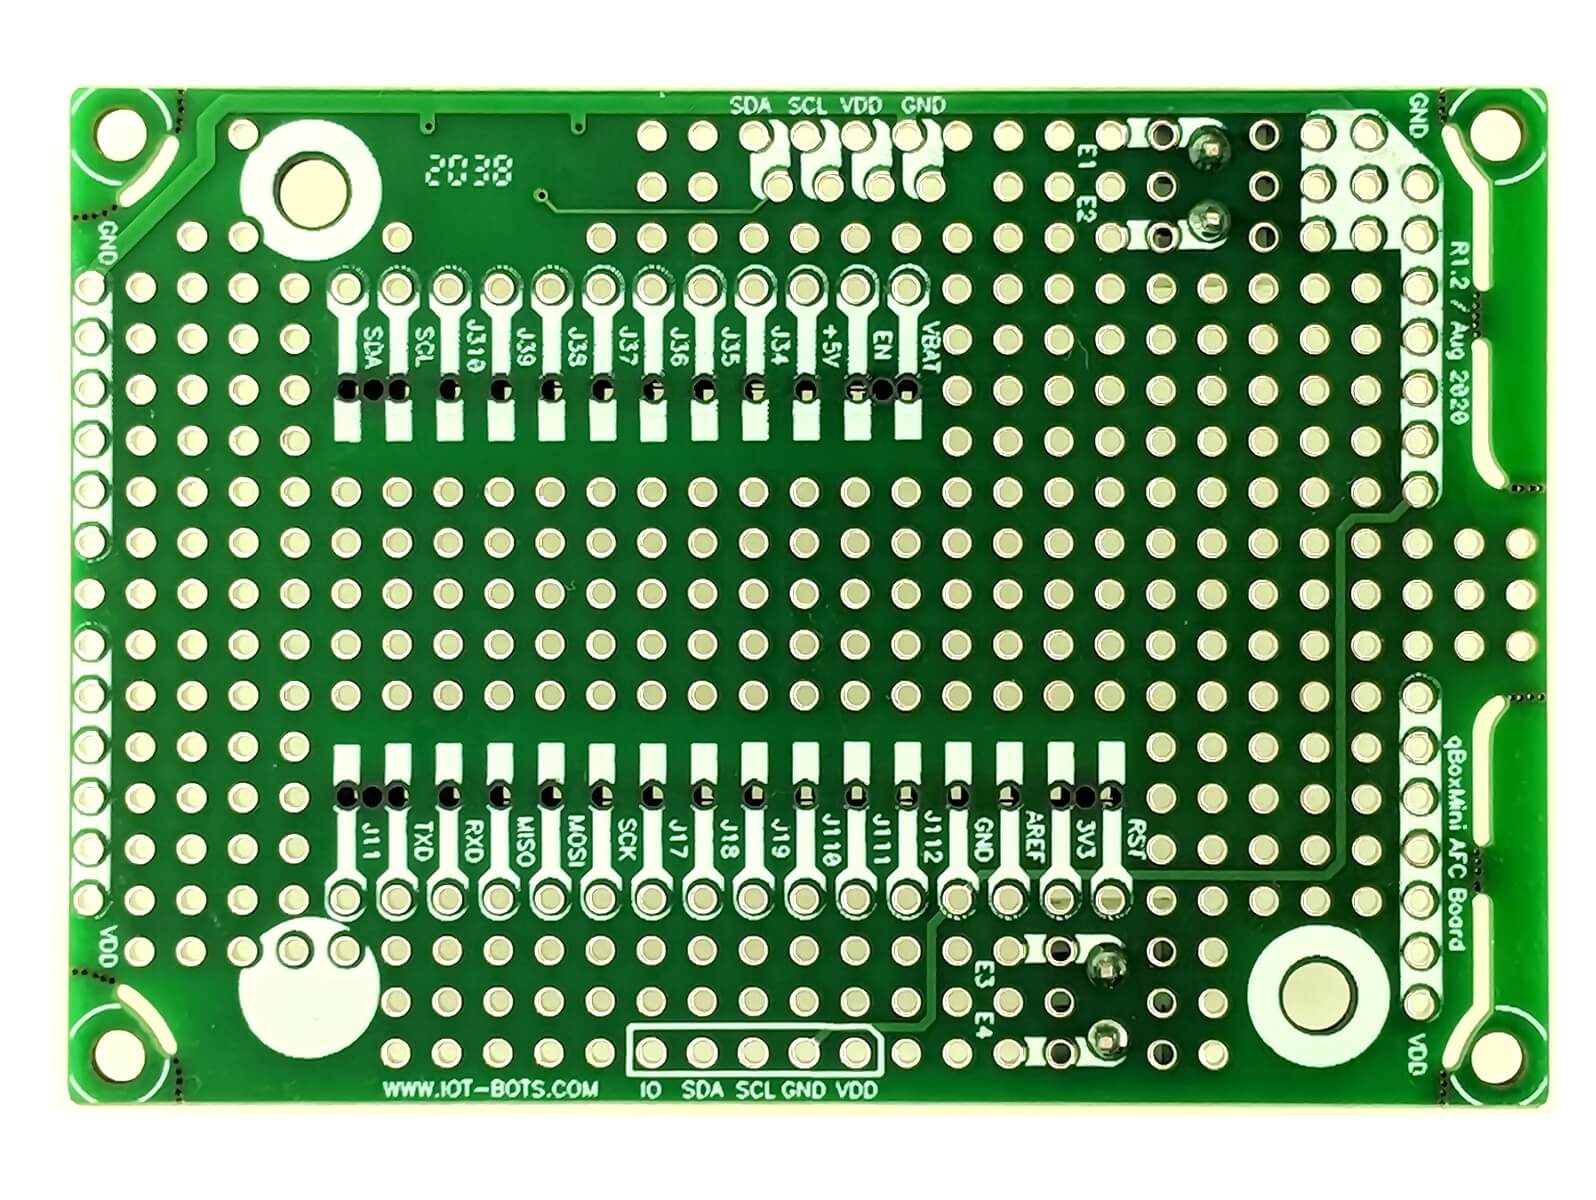 SDA SCL VDD GND
GND
2038
E1
E2
GND
R1.2 / Aug 2020
SDA
SCL
J310
J39
J38
J37
J36
J35
J34
+5V
EN
VBAT
J11
TXD
RXD
MISO
MOSI
SCK
J17
J18
J19
J110
J111
J112
GND
AREF
3V3
RST
qBoxMini AFC Board
VDD
E3
E4
VDD
WWW.IOT-BOTS.COM
IO SDA SCL GND VDD